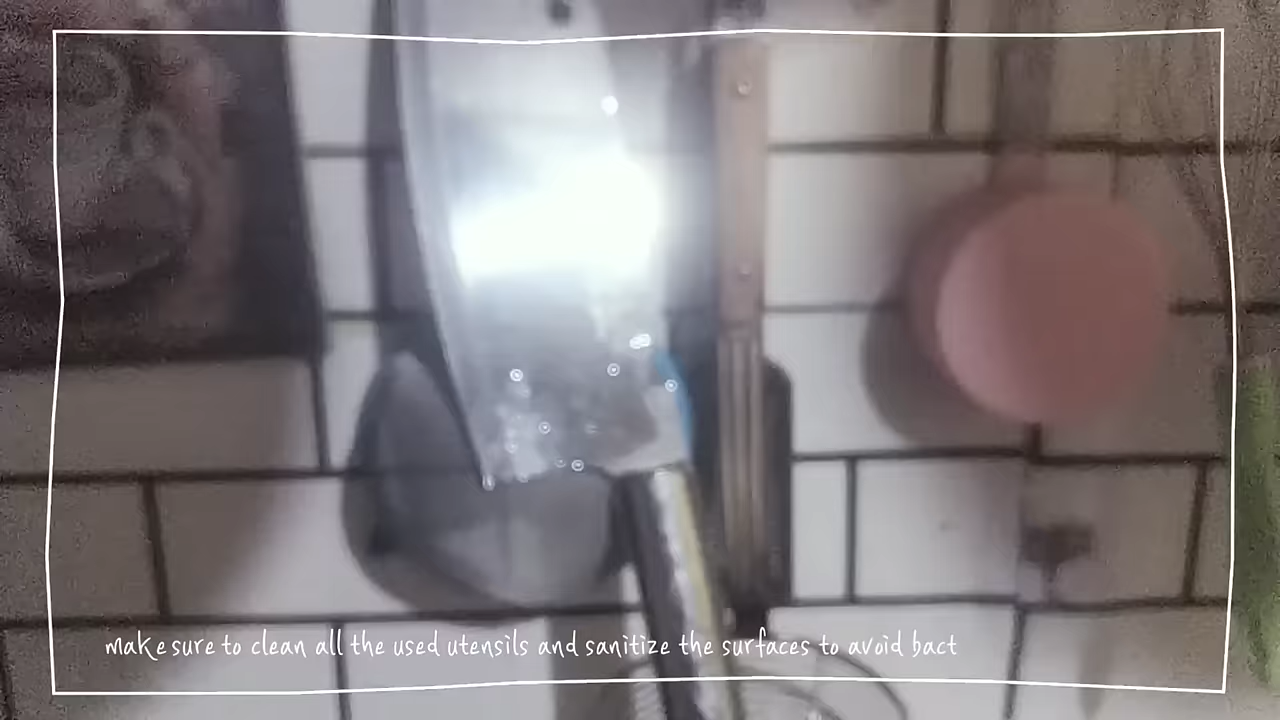 make sure to clean all the used utensils and sanitize the surfaces to avoid bact